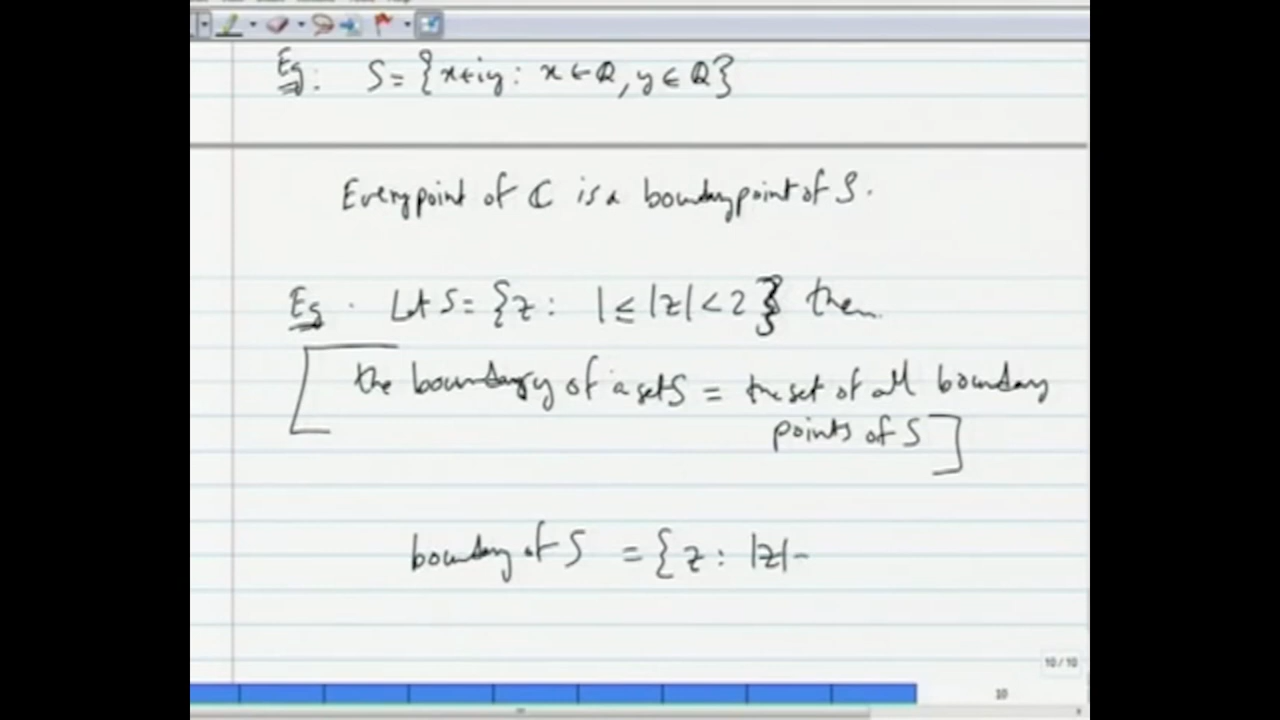 Eg: S = {x+iy : x ∈ Q, y ∈ Q}
Every point of ℂ is a boundary point of S.
Eg. Let S = {z : 1 ≤ |z| < 2} then
[ the boundary of a set S = the set of all boundary
points of S ]
boundary of S = {z : |z| -
10 / 10
10